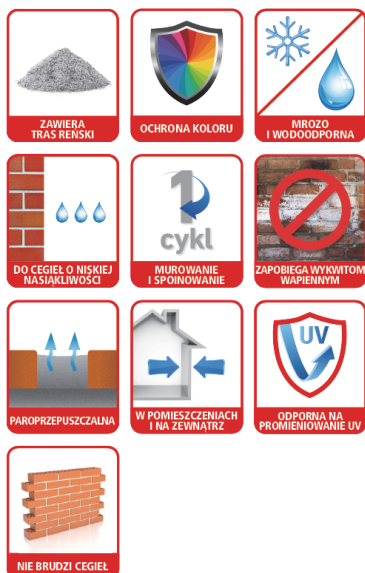 ZAWIERA
TRAS REŃSKI
OCHRONA KOLORU
MROZO
I WODOODPORNA
DO CEGIEŁ O NISKIEJ
NASIĄKLIWOŚCI
1
cykl
MUROWANIE
I SPOINOWANIE
ZAPOBIEGA WYKWITOM
WAPIENNYM
PAROPRZEPUSZCZALNA
W POMIESZCZENIACH
I NA ZEWNĄTRZ
UV
ODPORNA NA
PROMIENIOWANIE UV
NIE BRUDZI CEGIEŁ